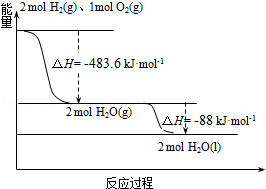 能量
2 mol H₂(g)、1mol O₂(g)
△H= -483.6 kJ·mol⁻¹
2 mol H₂O(g)
△H= -88 kJ·mol⁻¹
2 mol H₂O(l)
反应过程